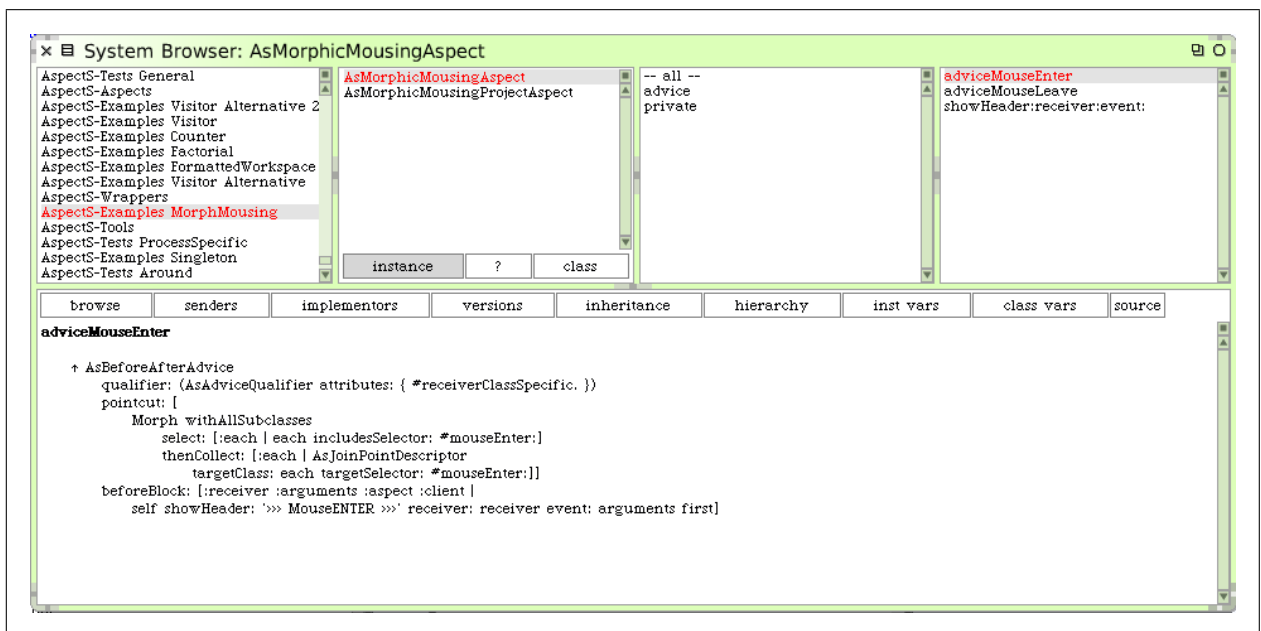 System Browser: AsMorphicMousingAspect
AspectS-Tests General
AspectS-Aspects
AspectS-Examples Visitor Alternative 2
AspectS-Examples Visitor
AspectS-Examples Counter
AspectS-Examples Factorial
AspectS-Examples FormattedWorkspace
AspectS-Examples Visitor Alternative
AspectS-Wrappers
AspectS-Examples MorphMousing
AspectS-Tools
AspectS-Tests ProcessSpecific
AspectS-Examples Singleton
AspectS-Tests Around
AsMorphicMousingAspect
AsMorphicMousingProjectAspect
instance ? class
-- all --
advice
private
adviceMouseEnter
adviceMouseLeave
showHeader:receiver:event:
browse senders implementors versions inheritance hierarchy inst vars class vars source
adviceMouseEnter
↑ AsBeforeAfterAdvice
qualifier: (AsAdviceQualifier attributes: { #receiverClassSpecific. })
pointcut: [
Morph withAllSubclasses
select: [:each | each includesSelector: #mouseEnter:]
thenCollect: [:each | AsJoinPointDescriptor
targetClass: each targetSelector: #mouseEnter:]]
beforeBlock: [:receiver :arguments :aspect :client |
self showHeader: '>>> MouseENTER >>>' receiver: receiver event: arguments first]